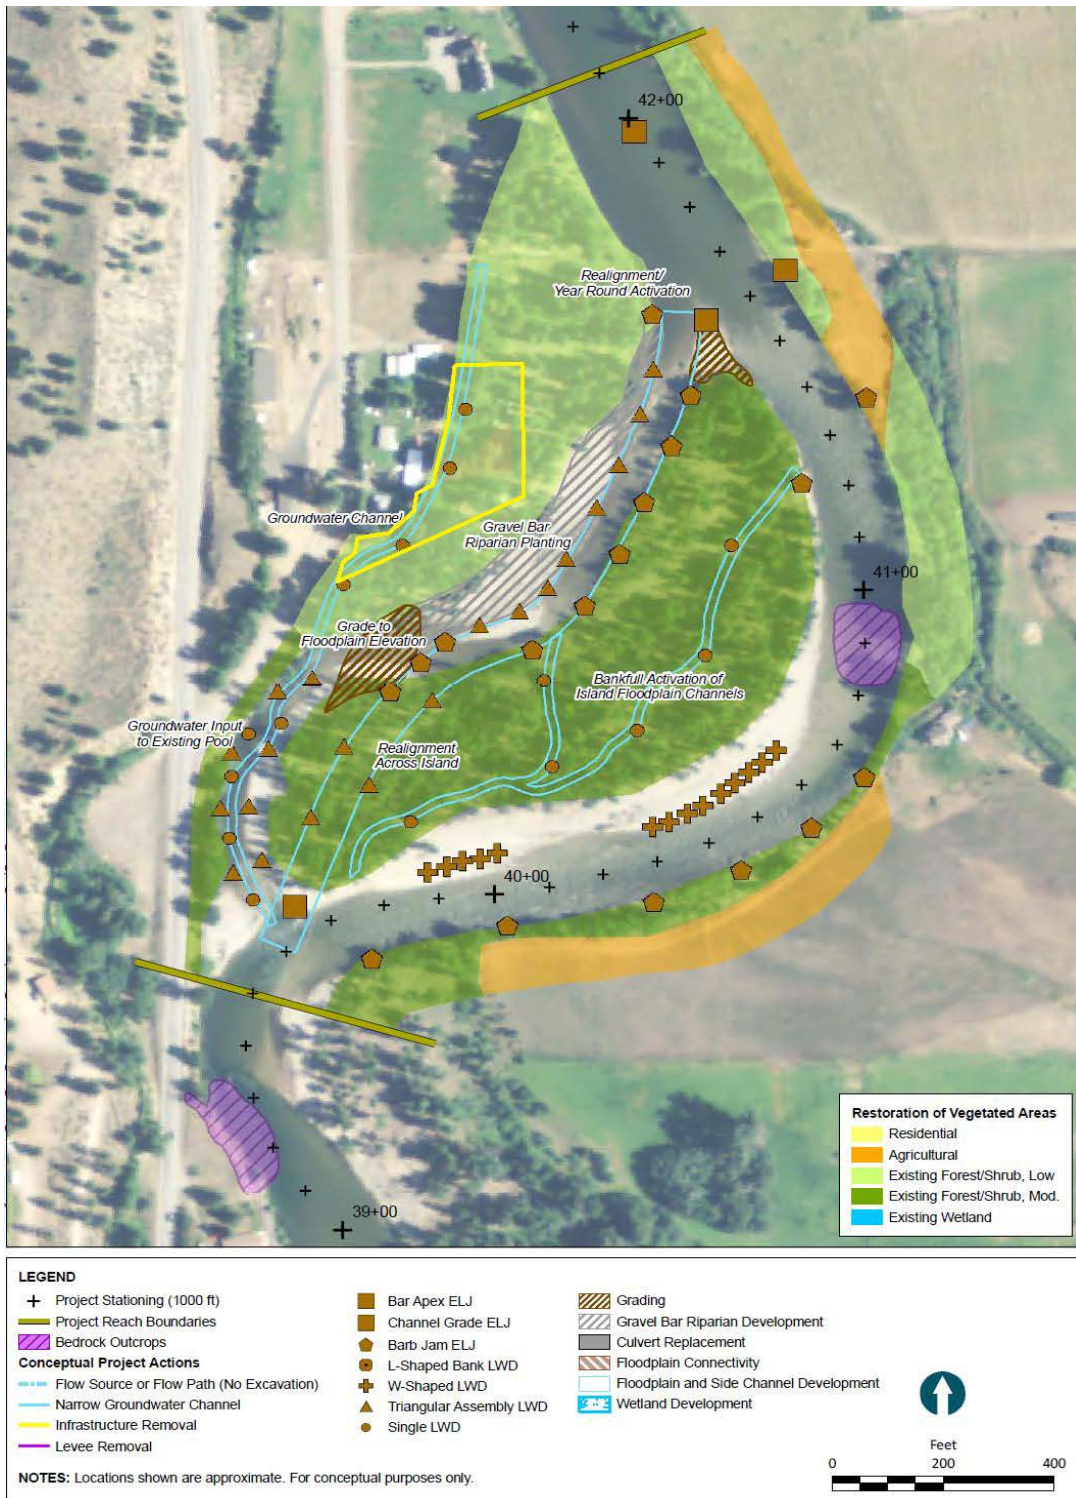 42+00
Realignment/
Year Round Activation
41+00
Groundwater Channel
Gravel Bar
Riparian Planting
Grade to
Floodplain Elevation
Bankfull Activation of
Island Floodplain Channels
Groundwater Input
to Existing Pool
Realignment
Across Island
40+00
39+00
Restoration of Vegetated Areas
Residential
Agricultural
Existing Forest/Shrub, Low
Existing Forest/Shrub, Mod.
Existing Wetland
LEGEND
Project Stationing (1000 ft)
Project Reach Boundaries
Bedrock Outcrops
Conceptual Project Actions
Flow Source or Flow Path (No Excavation)
Narrow Groundwater Channel
Infrastructure Removal
Levee Removal
Bar Apex ELJ
Channel Grade ELJ
Barb Jam ELJ
L-Shaped Bank LWD
W-Shaped LWD
Triangular Assembly LWD
Single LWD
Grading
Gravel Bar Riparian Development
Culvert Replacement
Floodplain Connectivity
Floodplain and Side Channel Development
Wetland Development
Feet
0 200 400
NOTES: Locations shown are approximate. For conceptual purposes only.